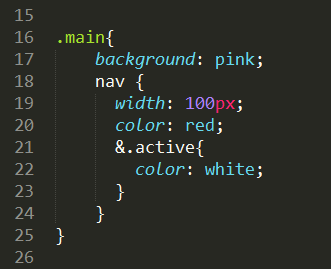 15
16 .main{
17 background: pink;
18 nav {
19 width: 100px;
20 color: red;
21 &.active{
22 color: white;
23 }
24 }
25 }
26